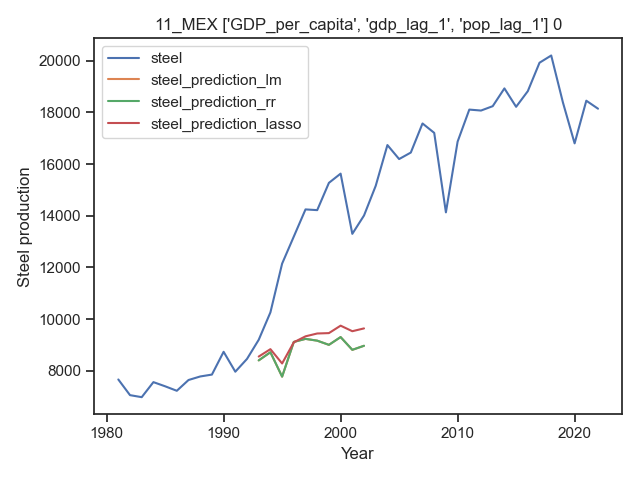 11_MEX ['GDP_per_capita', 'gdp_lag_1', 'pop_lag_1'] 0
steel
steel_prediction_lm
steel_prediction_rr
steel_prediction_lasso
Steel production
20000
18000
16000
14000
12000
10000
8000
1980
1990
2000
2010
2020
Year